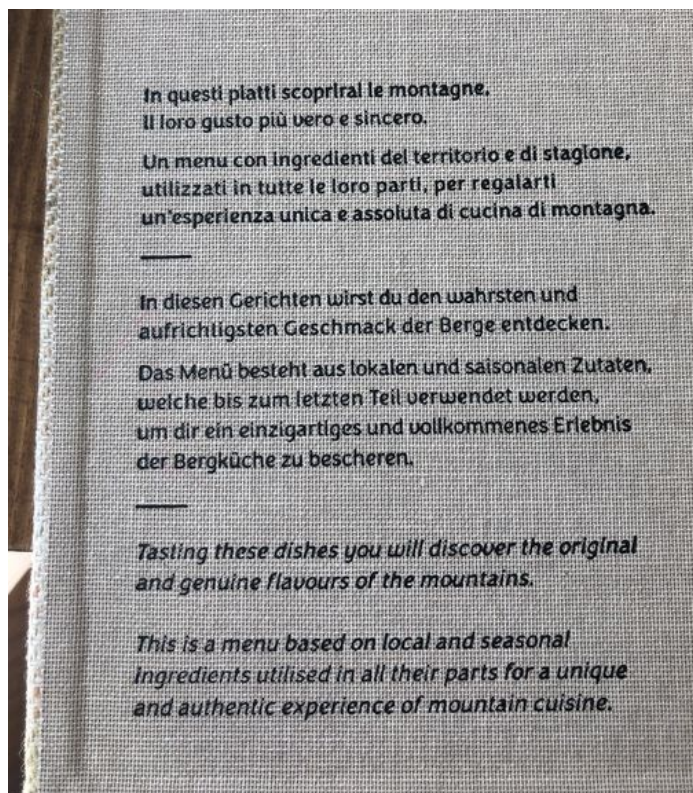 In questi piatti scoprirai le montagne.
Il loro gusto più vero e sincero.
Un menu con ingredienti del territorio e di stagione,
utilizzati in tutte le loro parti, per regalarti
un'esperienza unica e assoluta di cucina di montagna.
In diesen Gerichten wirst du den wahrsten und
aufrichtigsten Geschmack der Berge entdecken.
Das Menü besteht aus lokalen und saisonalen Zutaten,
welche bis zum letzten Teil verwendet werden,
um dir ein einzigartiges und vollkommenes Erlebnis
der Bergküche zu bescheren.
Tasting these dishes you will discover the original
and genuine flavours of the mountains.
This is a menu based on local and seasonal
ingredients utilised in all their parts for a unique
and authentic experience of mountain cuisine.